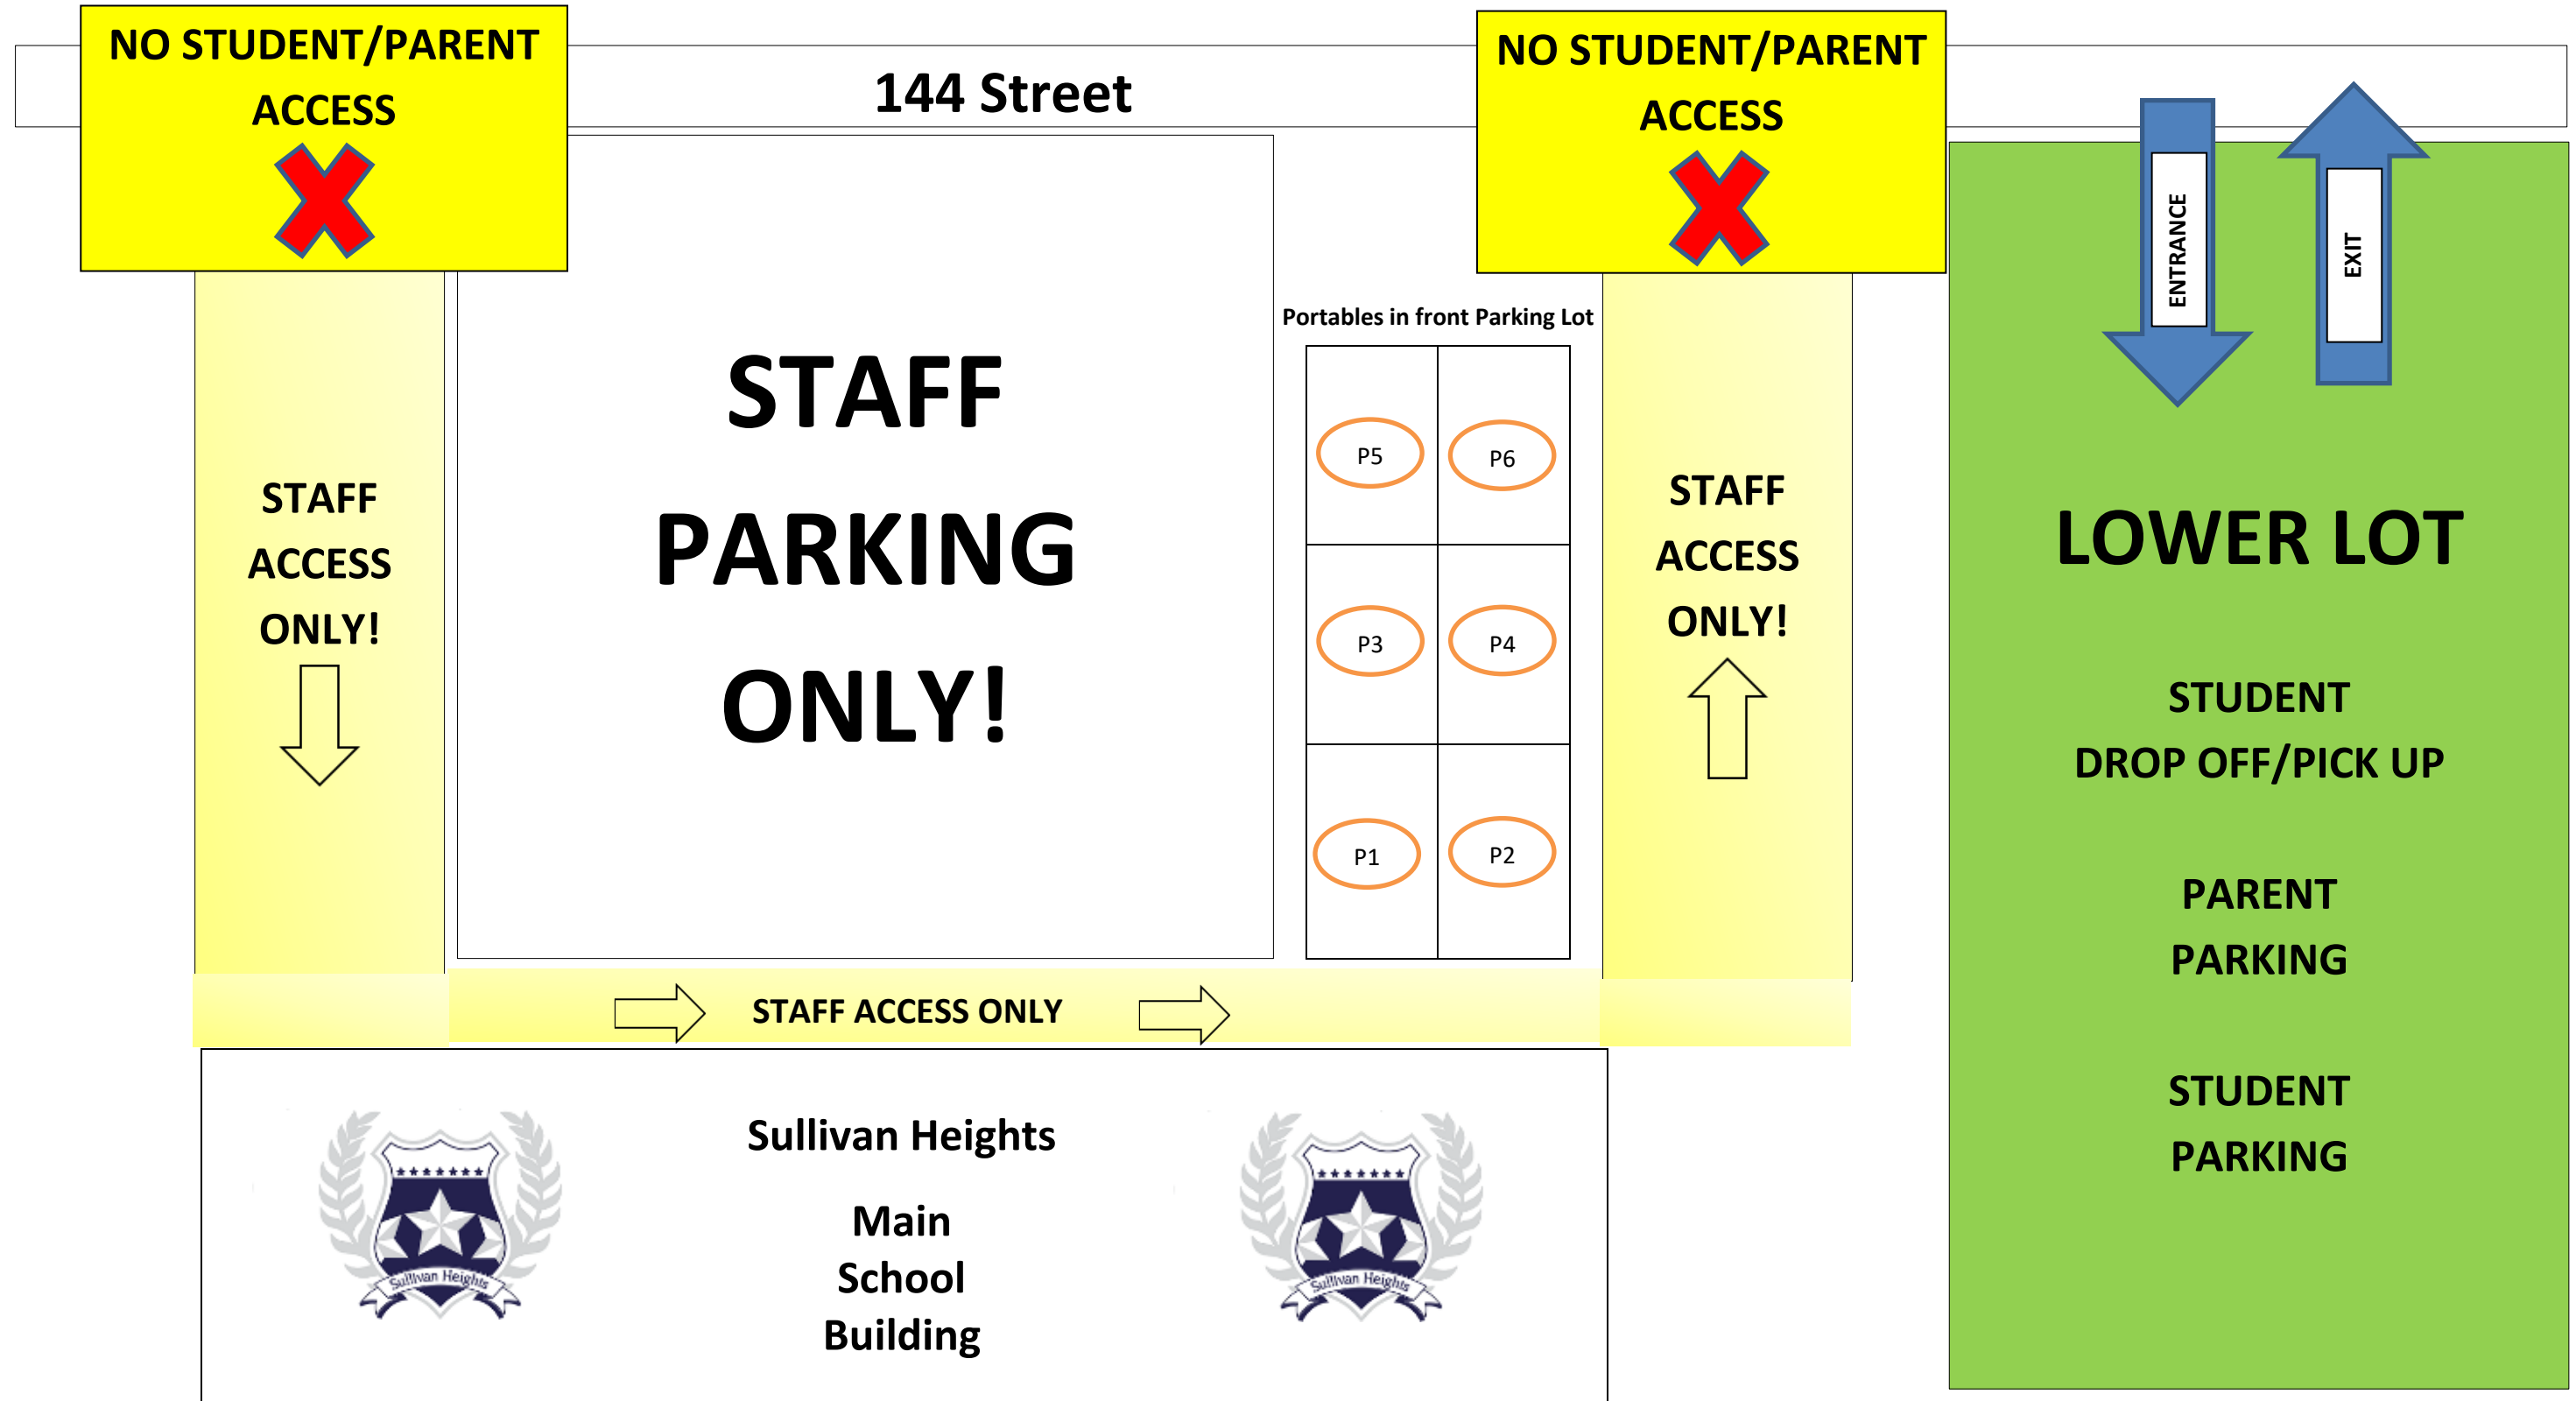 NO STUDENT/PARENT
ACCESS
144 Street
NO STUDENT/PARENT
ACCESS
ENTRANCE
EXIT
STAFF
ACCESS
ONLY!
STAFF
PARKING
ONLY!
Portables in front Parking Lot
P5
P6
P3
P4
P1
P2
STAFF
ACCESS
ONLY!
LOWER LOT
STUDENT
DROP OFF/PICK UP
PARENT
PARKING
STUDENT
PARKING
STAFF ACCESS ONLY
Sullivan Heights
Main
School
Building
Sullivan Heights
Sullivan Heights